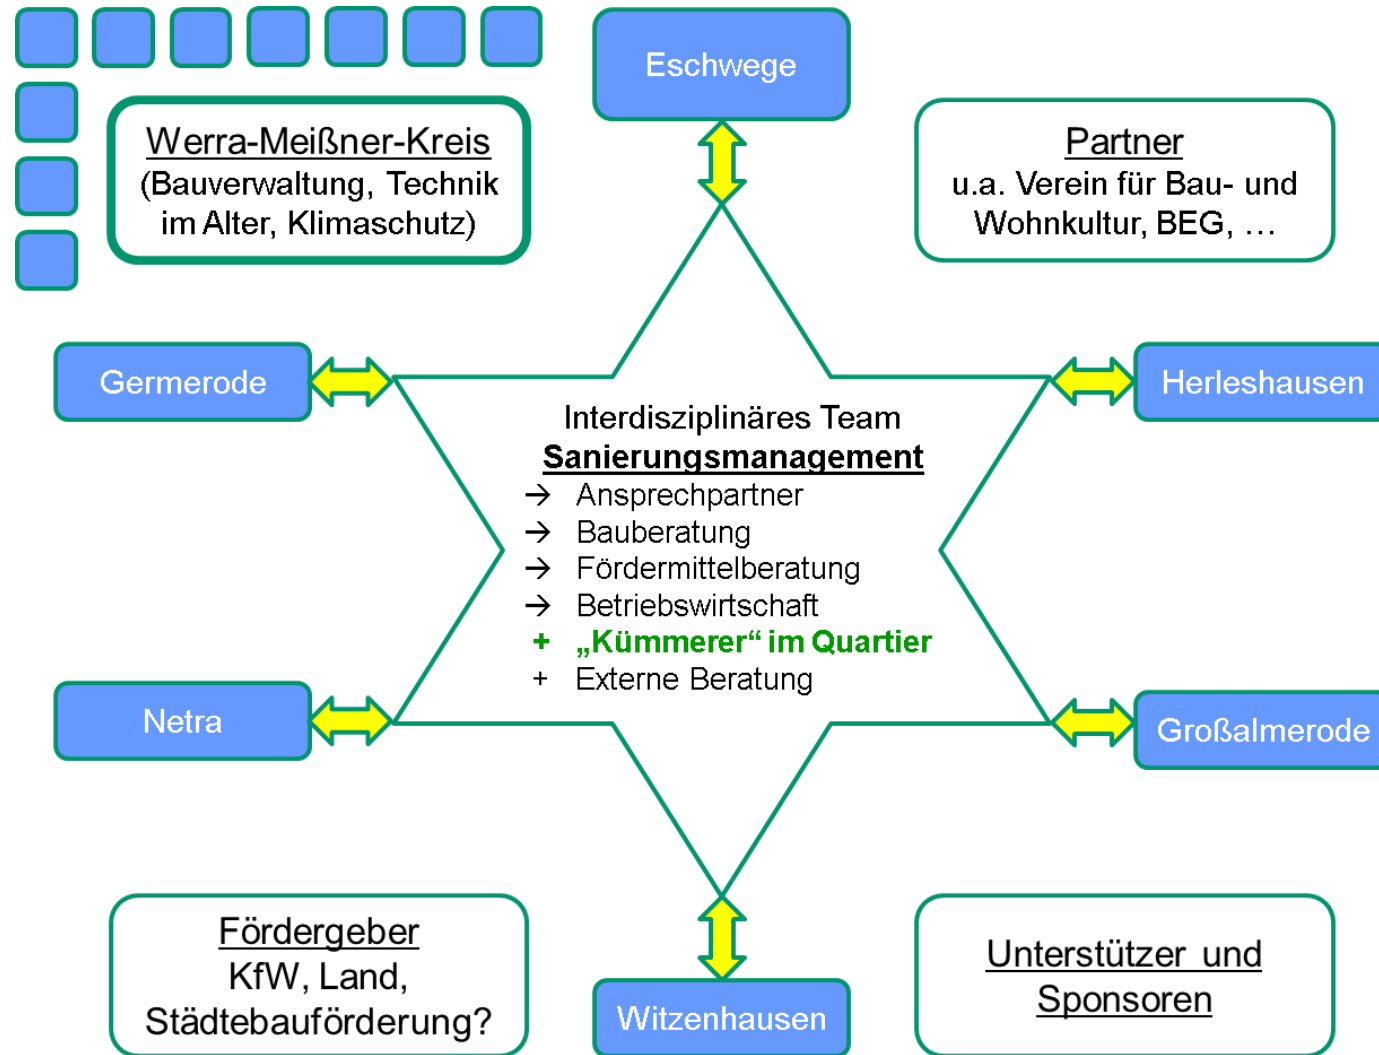 Eschwege
Werra-Meißner-Kreis
(Bauverwaltung, Technik
im Alter, Klimaschutz)
Partner
u.a. Verein für Bau- und
Wohnkultur, BEG, …
Germerode
Herleshausen
Interdisziplinäres Team
Sanierungsmanagement
→ Ansprechpartner
→ Bauberatung
→ Fördermittelberatung
→ Betriebswirtschaft
+ „Kümmerer“ im Quartier
+ Externe Beratung
Netra
Großalmerode
Fördergeber
KfW, Land,
Städtebauförderung?
Witzenhausen
Unterstützer und
Sponsoren